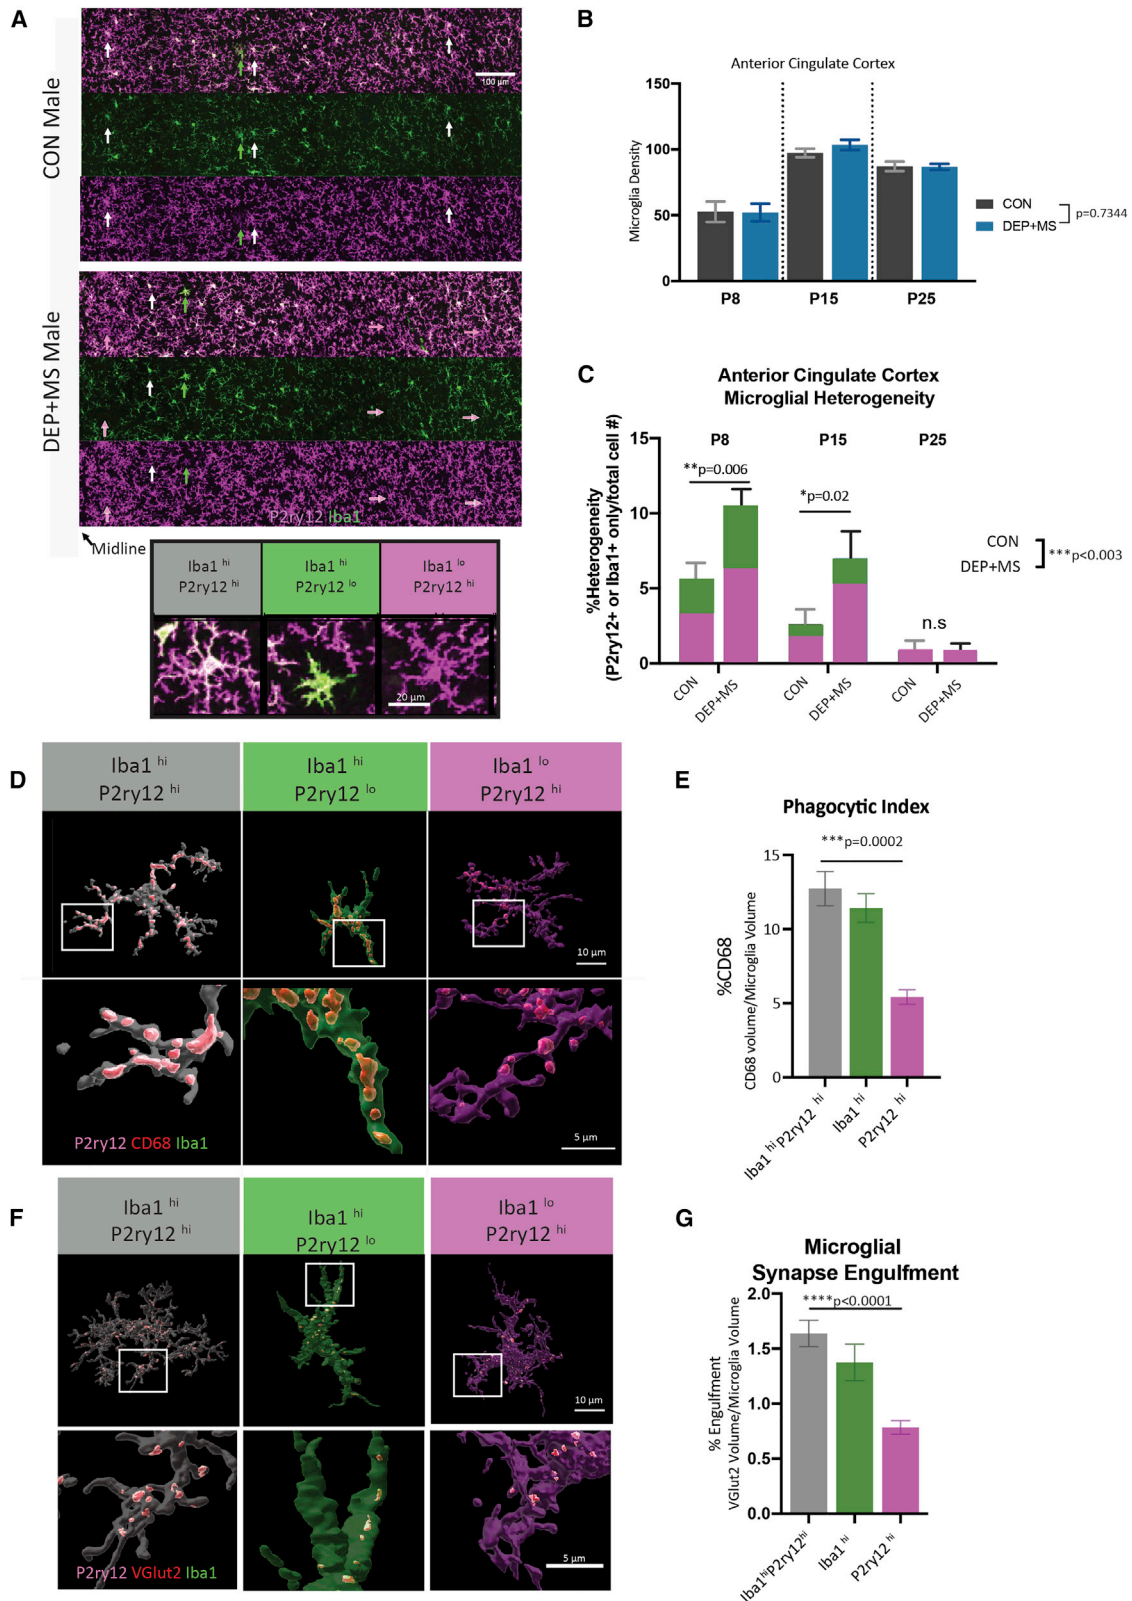 A
CON Male
100 µm
DEP+MS Male
P2ry12 Iba1
Midline
Iba1 hi
P2ry12 hi
Iba1 hi
P2ry12 lo
Iba1 lo
P2ry12 hi
20 µm
B
Anterior Cingulate Cortex
Microglia Density
150
100
50
0
P8
P15
P25
CON
DEP+MS
p=0.7344
C
Anterior Cingulate Cortex
Microglial Heterogeneity
%Heterogeneity
(P2ry12+ or Iba1+ only/total cell #)
15
10
5
0
P8
P15
P25
**p=0.006
*p=0.02
n.s
CON
DEP+MS
***p<0.003
CON
DEP+MS
CON
DEP+MS
CON
DEP+MS
D
Iba1 hi
P2ry12 hi
Iba1 hi
P2ry12 lo
Iba1 lo
P2ry12 hi
10 µm
P2ry12 CD68 Iba1
5 µm
E
Phagocytic Index
***p=0.0002
%CD68
CD68 volume/Microglia Volume
15
10
5
0
Iba1 hi P2ry12 hi
Iba1 hi
P2ry12 hi
F
Iba1 hi
P2ry12 hi
Iba1 hi
P2ry12 lo
Iba1 lo
P2ry12 hi
10 µm
P2ry12 VGlut2 Iba1
5 µm
G
Microglial
Synapse Engulfment
****p<0.0001
% Engulfment
VGlut2 Volume/Microglia Volume
2.0
1.5
1.0
0.5
0.0
Iba1hiP2ry12hi
Iba1 hi
P2ry12 hi